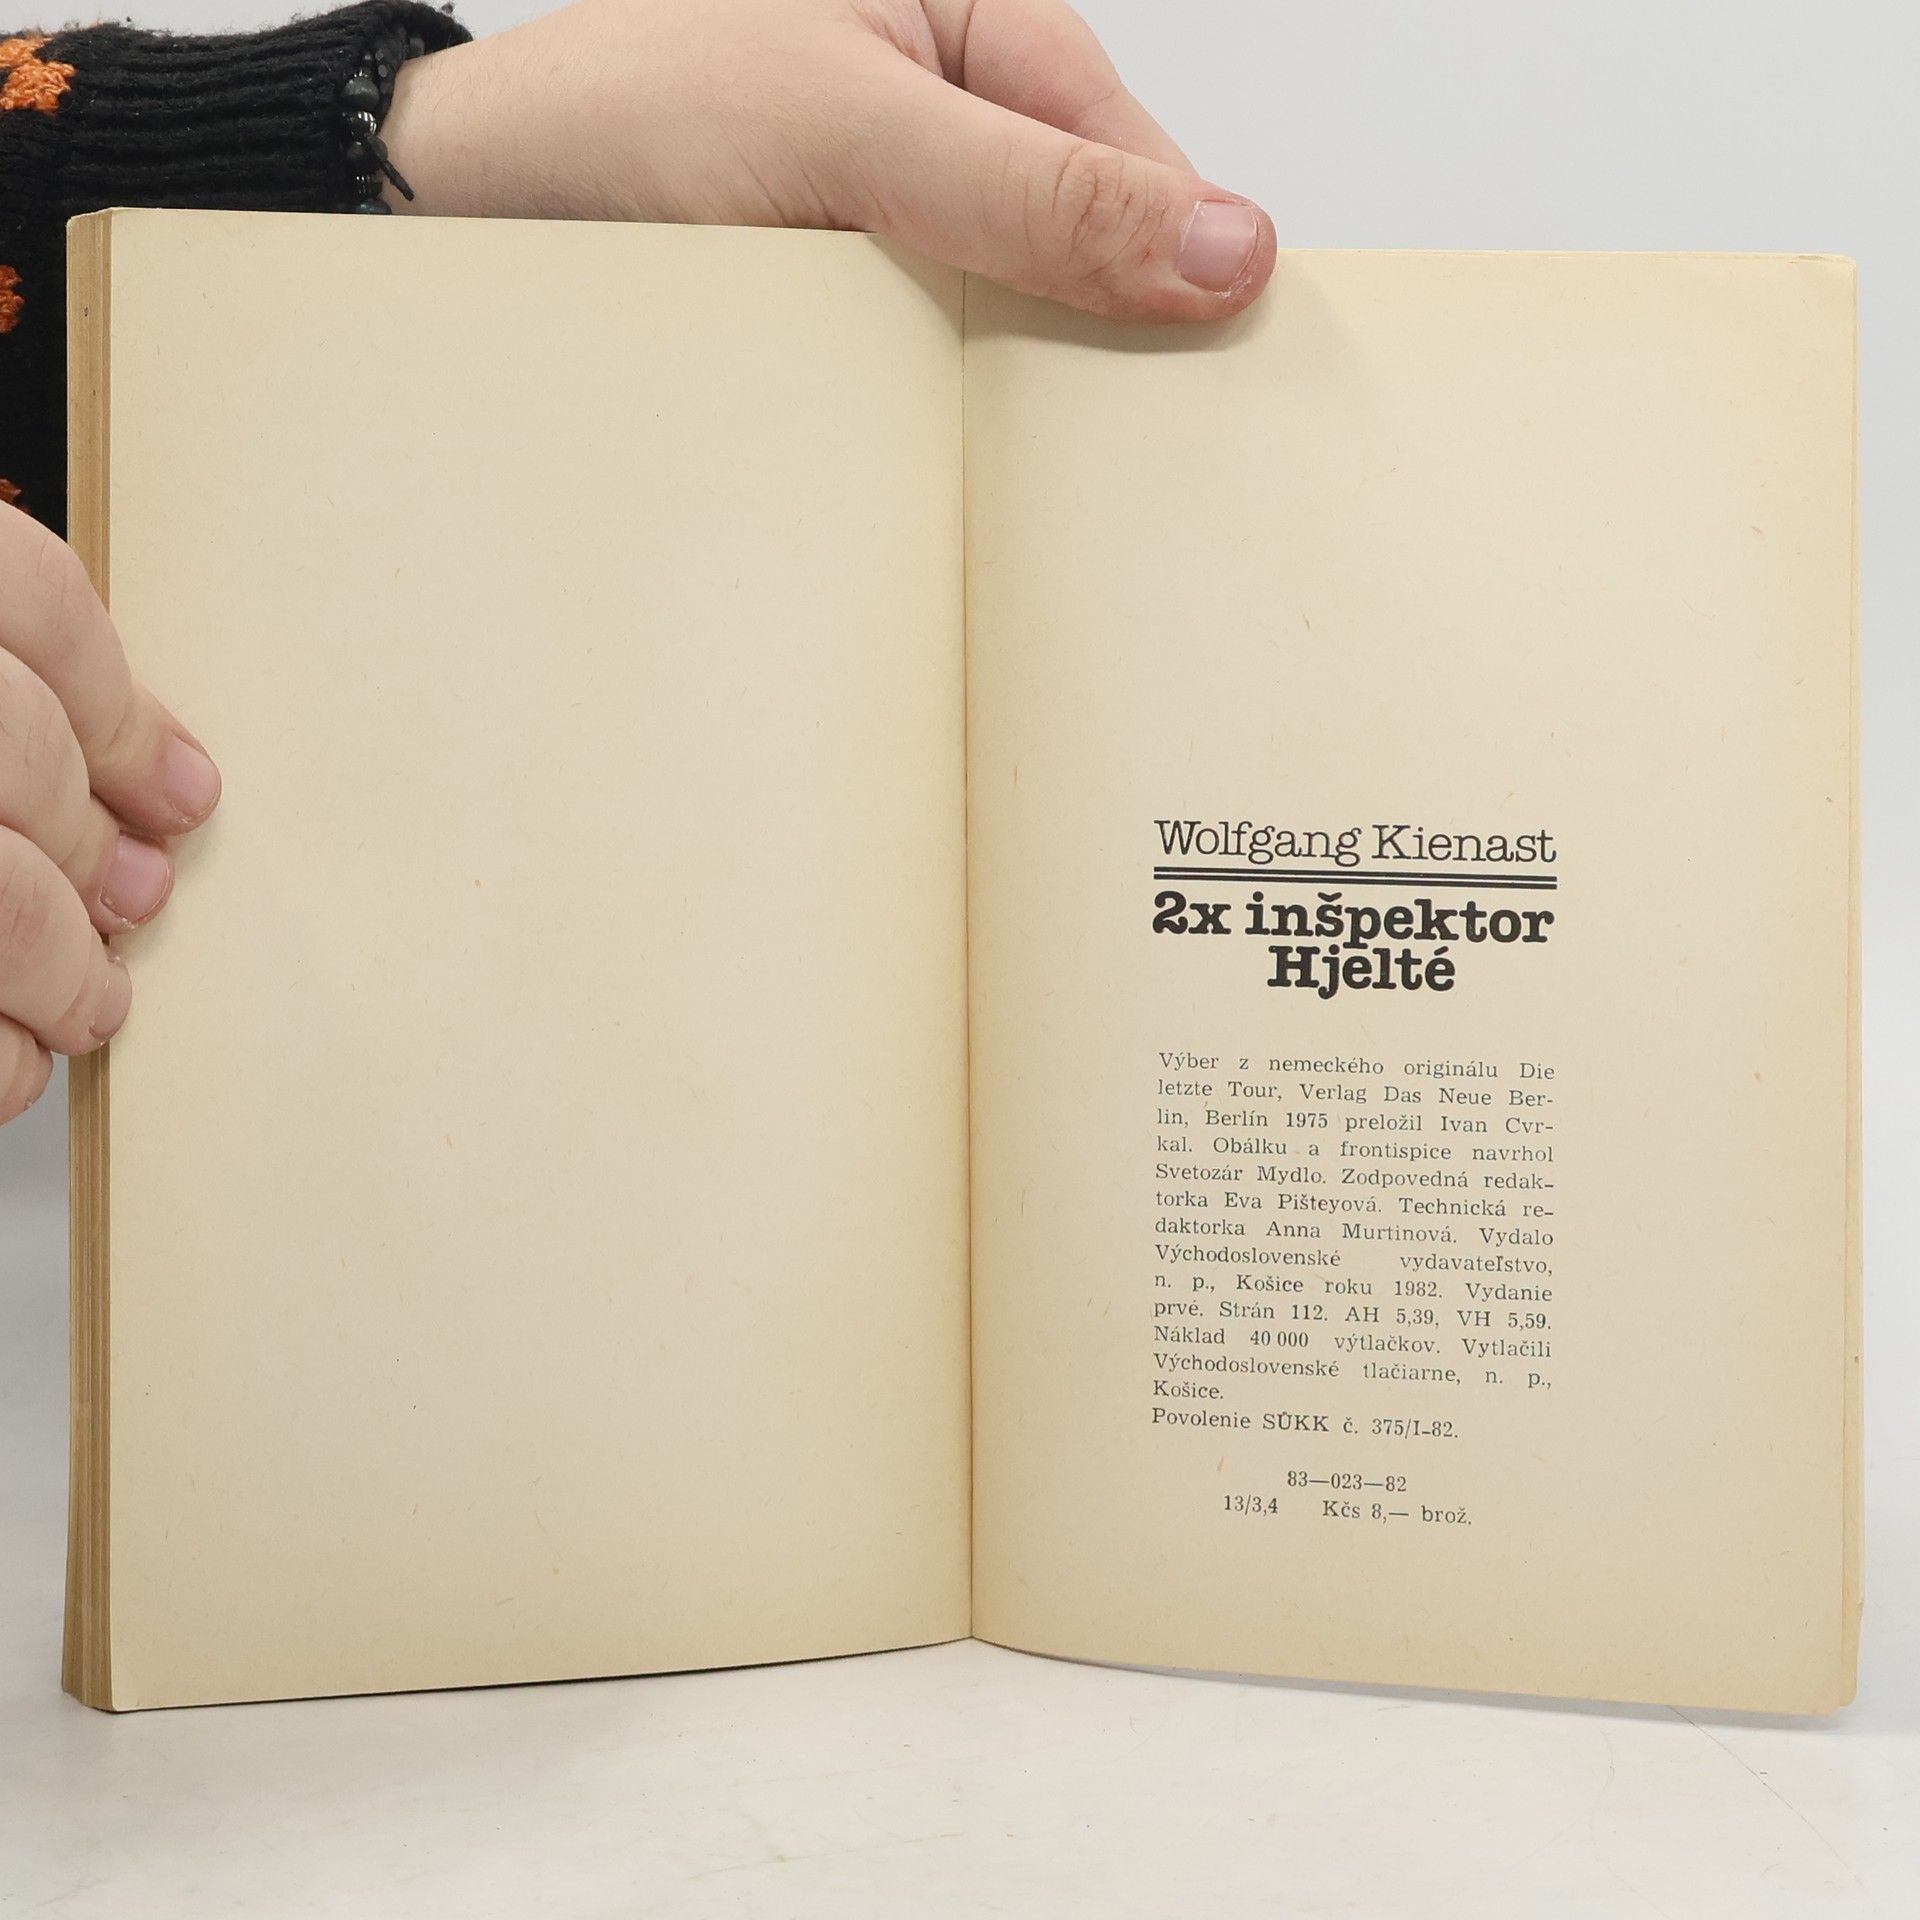 Wolfgang Kienast
2x inšpektor
Hjelté
Výber z nemeckého originálu Die
letzte Tour, Verlag Das Neue Ber-
lin, Berlín 1975 preložil Ivan Cvr-
kal. Obálku a frontispice navrhol
Svetozár Mydlo. Zodpovedná redak-
torka Eva Pišteyová. Technická re-
daktorka Anna Murtinová. Vydalo
Východoslovenské vydavateľstvo,
n. p., Košice roku 1982. Vydanie
prvé. Strán 112. AH 5,39, VH 5,59.
Náklad 40 000 výtlačkov. Vytlačili
Východoslovenské tlačiarne, n. p.,
Košice.
Povolenie SÚKK č. 375/I-82.
83—023—82
13/3,4 Kčs 8,— brož.